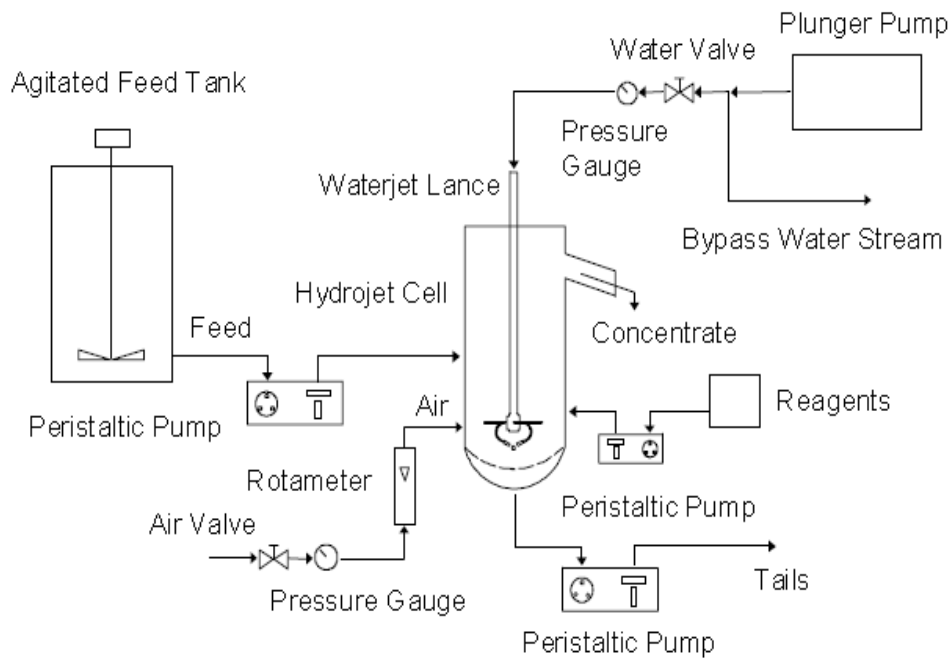 Plunger Pump
Water Valve
Agitated Feed Tank
Pressure
Gauge
Waterjet Lance
Bypass Water Stream
Hydrojet Cell
Concentrate
Feed
Air
Reagents
Peristaltic Pump
Rotameter
Peristaltic Pump
Air Valve
Tails
Pressure Gauge
Peristaltic Pump